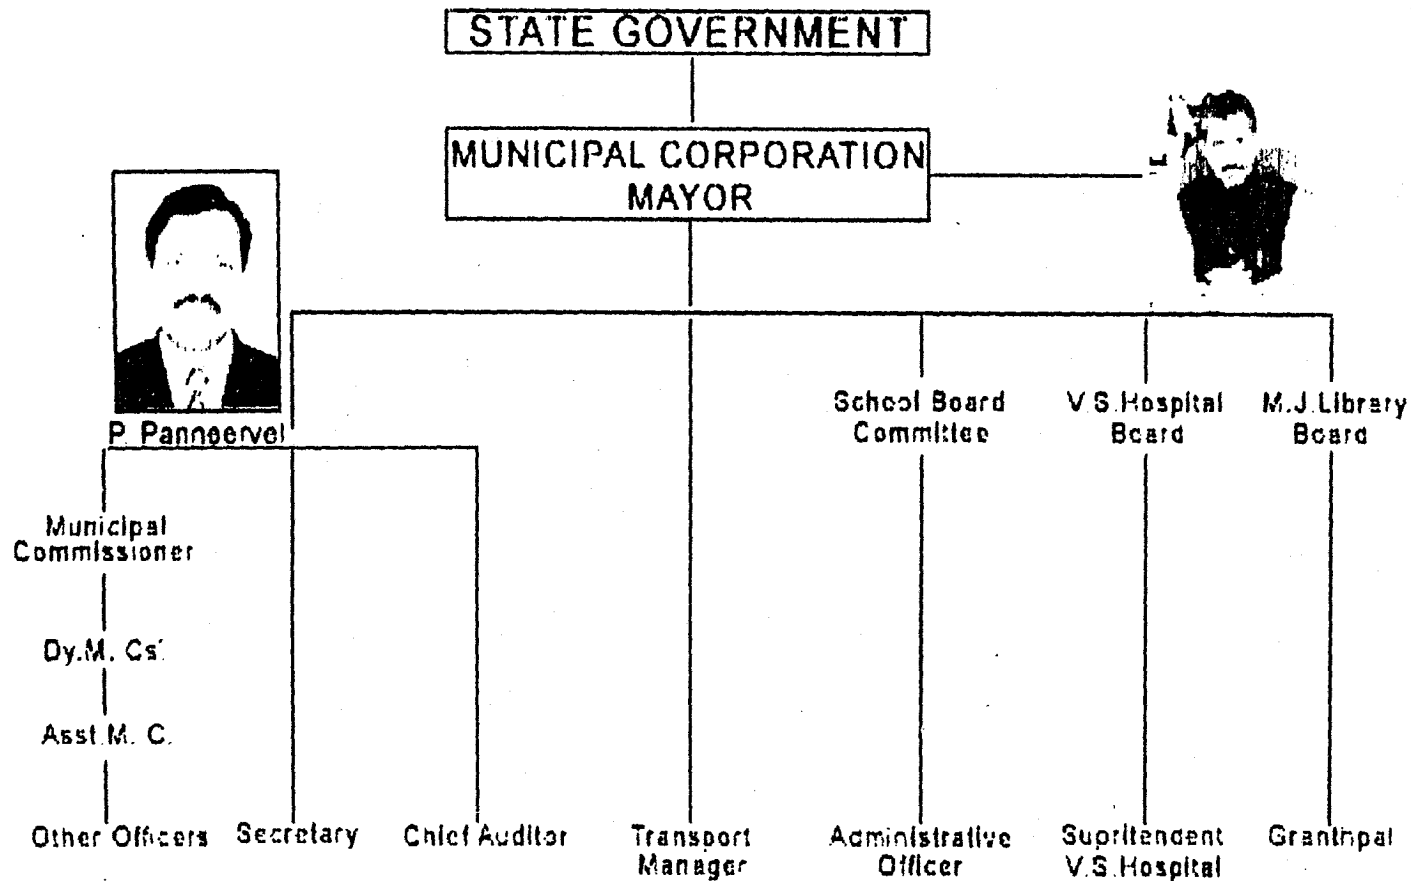 STATE GOVERNMENT
MUNICIPAL CORPORATION
MAYOR
P. Panneervel
School Board
Committee
V.S.Hospital
Board
M.J.Library
Board
Municipal
Commissioner
Dy.M. Cs'.
Asst.M. C.
Other Officers
Secretary
Chief Auditor
Transport
Manager
Administrative
Officer
Supritendent
V.S.Hospital
Granthpal